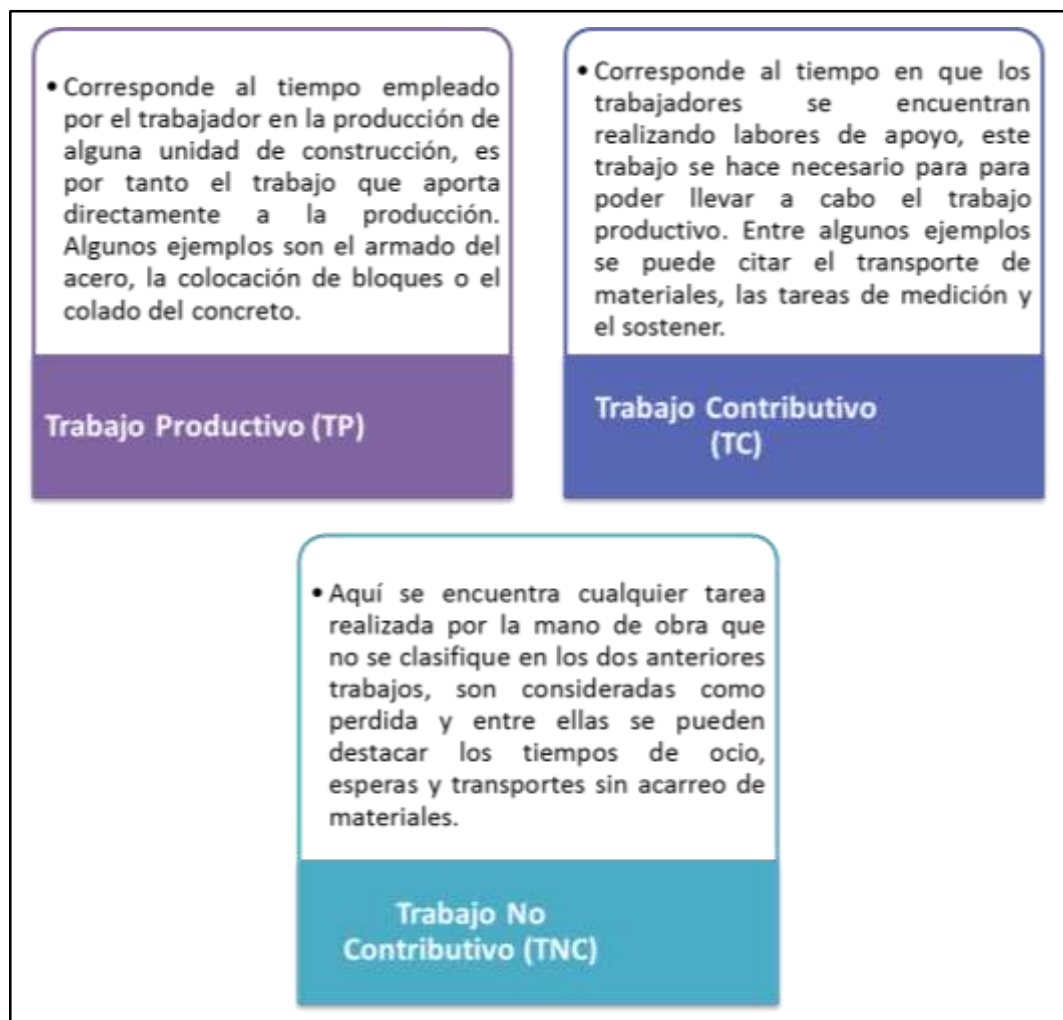 • Corresponde al tiempo empleado
por el trabajador en la producción de
alguna unidad de construcción, es
por tanto el trabajo que aporta
directamente a la producción.
Algunos ejemplos son el armado del
acero, la colocación de bloques o el
colado del concreto.
Trabajo Productivo (TP)
• Corresponde al tiempo en que los
trabajadores se encuentran
realizando labores de apoyo, este
trabajo se hace necesario para para
poder llevar a cabo el trabajo
productivo. Entre algunos ejemplos
se puede citar el transporte de
materiales, las tareas de medición y
el sostener.
Trabajo Contributivo
(TC)
• Aquí se encuentra cualquier tarea
realizada por la mano de obra que
no se clasifique en los dos anteriores
trabajos, son consideradas como
perdida y entre ellas se pueden
destacar los tiempos de ocio,
esperas y transportes sin acarreo de
materiales.
Trabajo No
Contributivo (TNC)